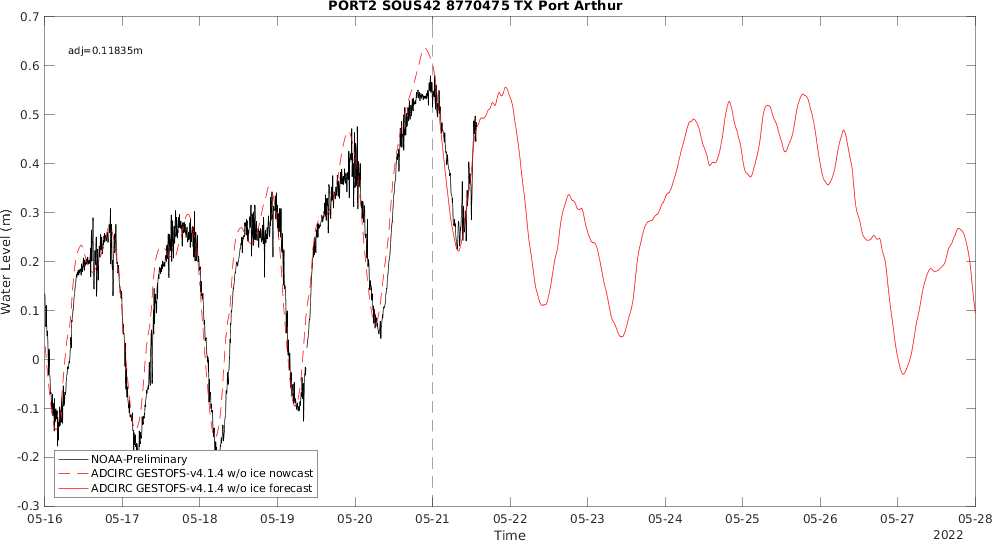 PORT2 SOUS42 8770475 TX Port Arthur
0.7
adj=0.11835m
0.6
0.5
0.4
0.3
0.2
0.1
0
-0.1
-0.2
-0.3
Water Level (m)
NOAA-Preliminary
ADCIRC GESTOFS-v4.1.4 w/o ice nowcast
ADCIRC GESTOFS-v4.1.4 w/o ice forecast
05-16 05-17 05-18 05-19 05-20 05-21 05-22 05-23 05-24 05-25 05-26 05-27 05-28
Time
2022